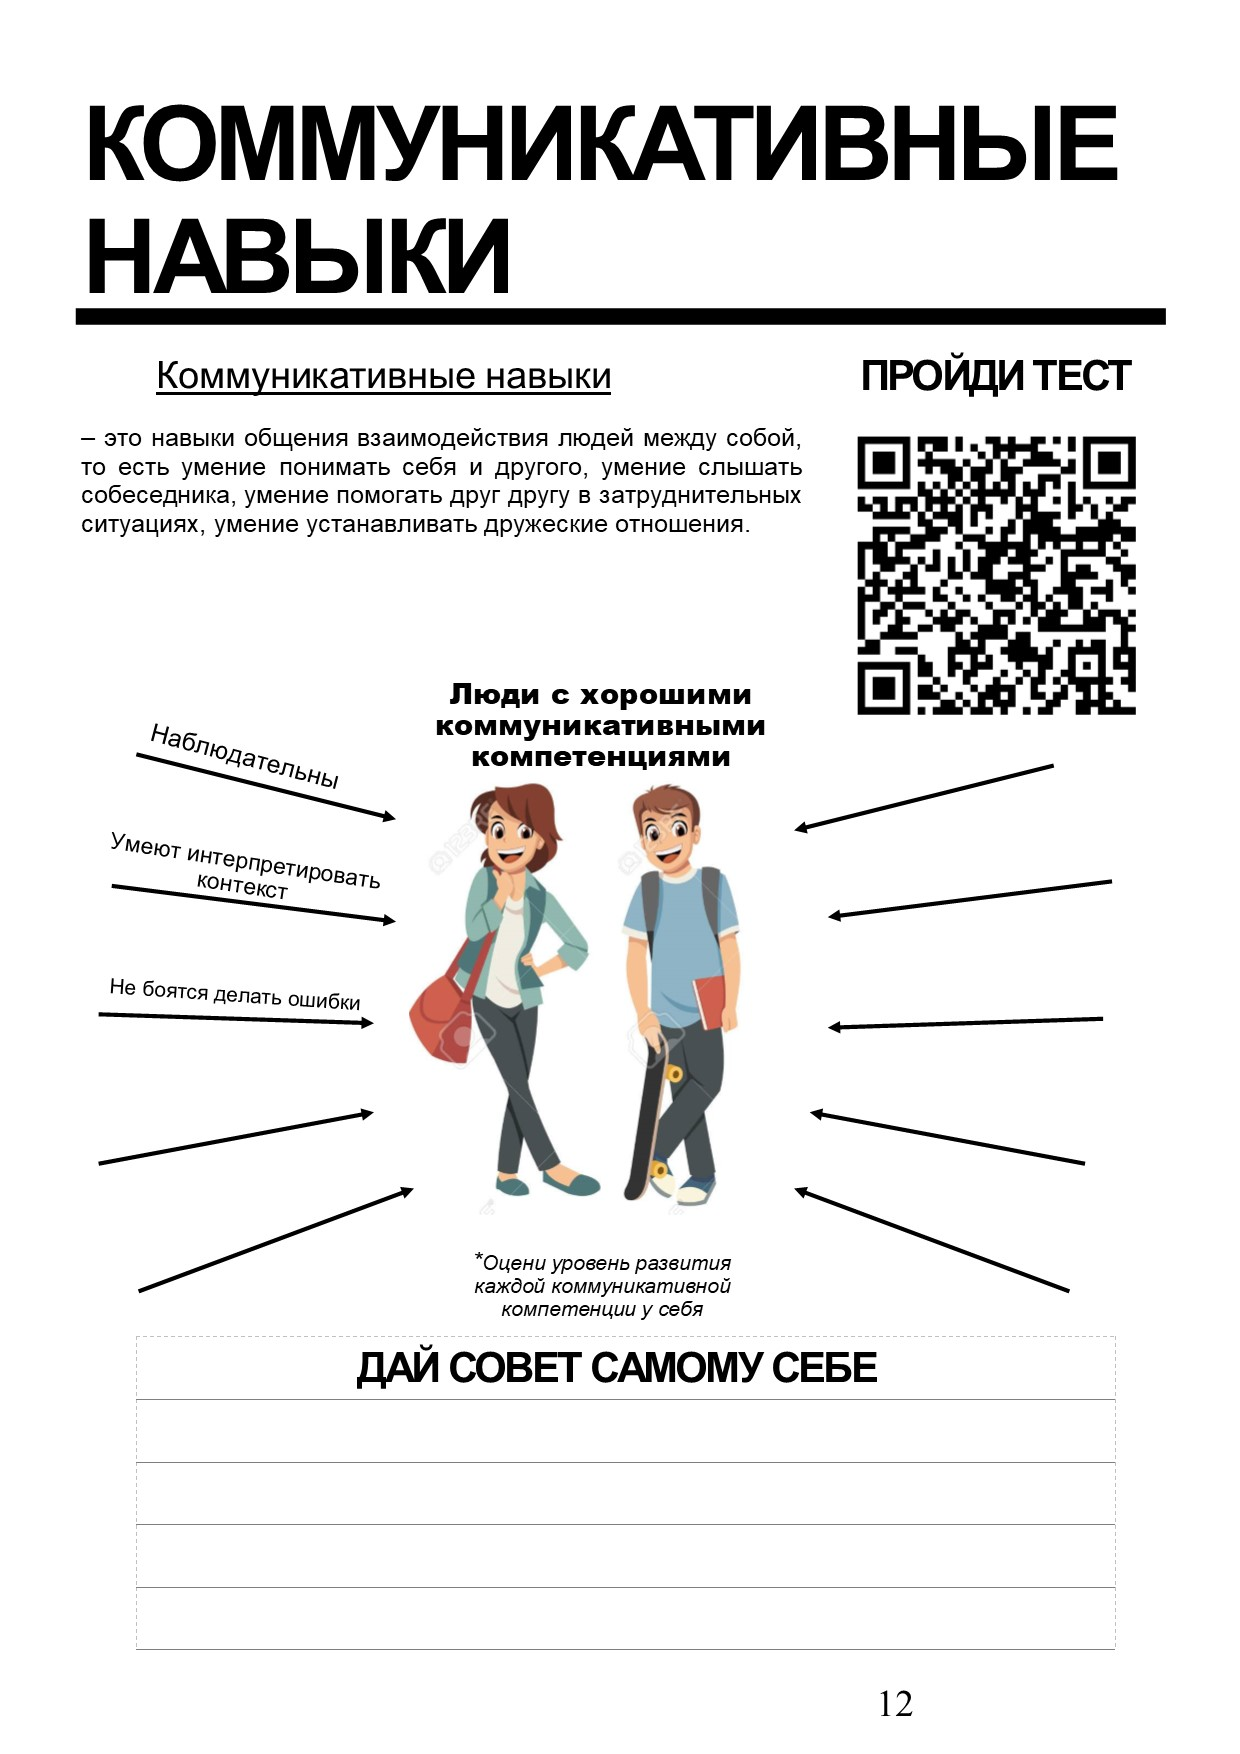 КОММУНИКАТИВНЫЕ
НАВЫКИ
Коммуникативные навыки
– это навыки общения взаимодействия людей между собой,
то есть умение понимать себя и другого, умение слышать
собеседника, умение помогать друг другу в затруднительных
ситуациях, умение устанавливать дружеские отношения.
ПРОЙДИ ТЕСТ
Люди с хорошими
коммуникативными
компетенциями
Наблюдательны
Умеют интерпретировать
контекст
Не боятся делать ошибки
*Оцени уровень развития
каждой коммуникативной
компетенции у себя
ДАЙ СОВЕТ САМОМУ СЕБЕ
12